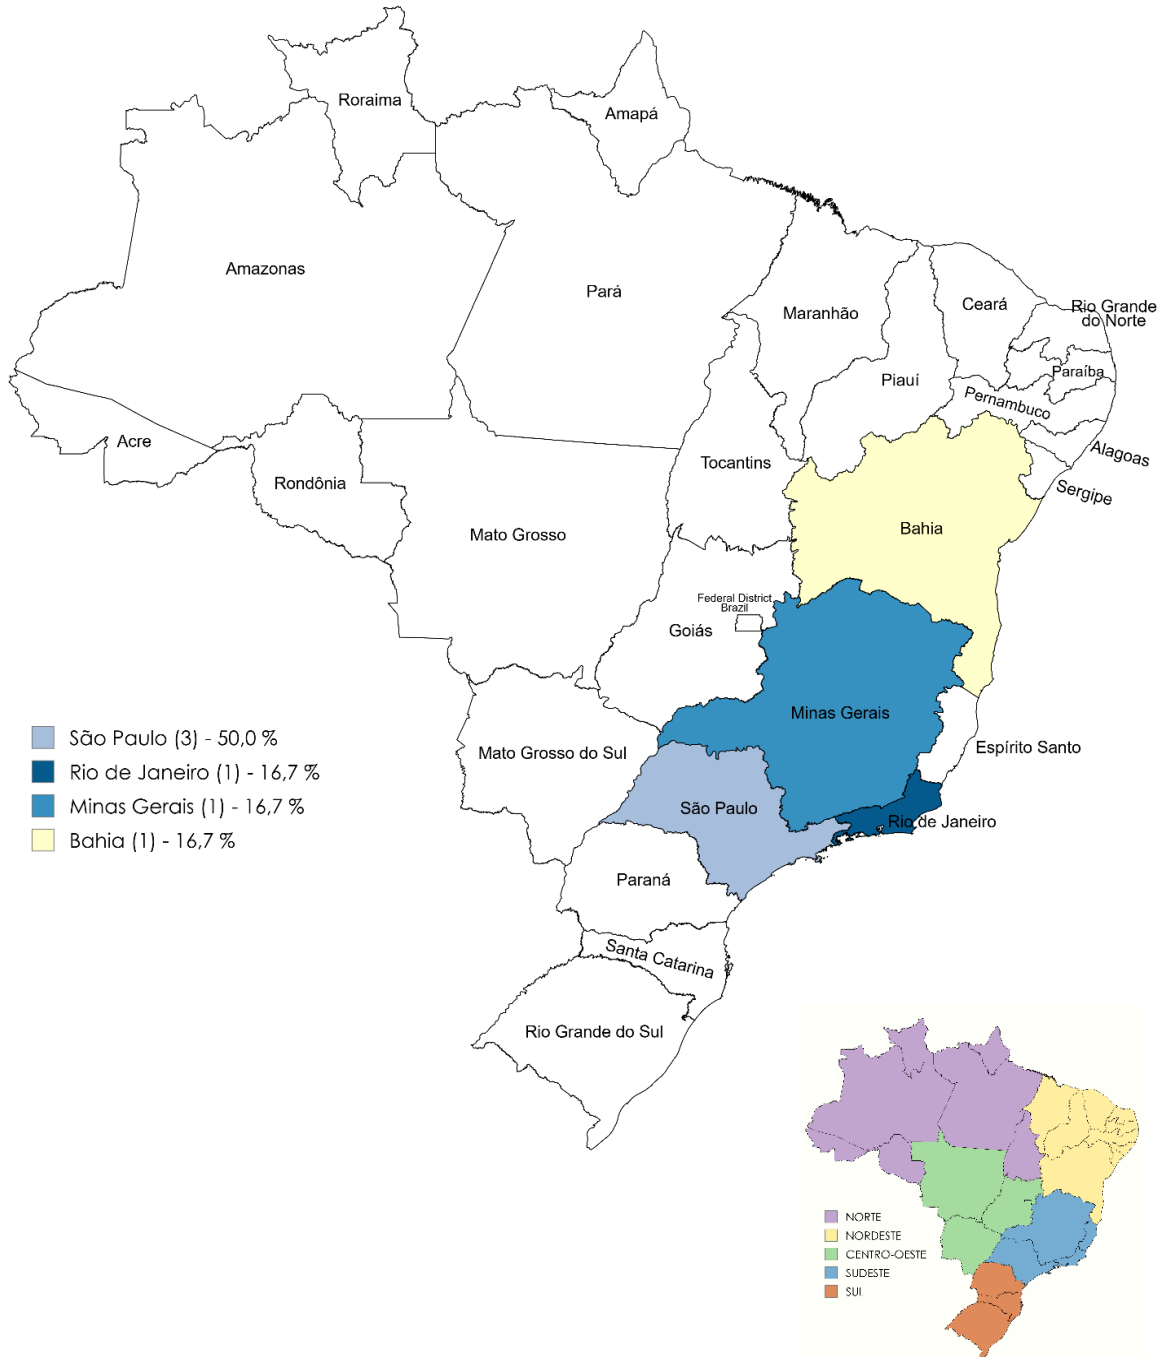 Roraima
Amapá
Amazonas
Pará
Maranhão
Ceará
Rio Grande
do Norte
Piauí
Paraíba
Pernambuco
Acre
Alagoas
Tocantins
Rondônia
Sergipe
Mato Grosso
Bahia
Federal District
Brazil
Goiás
Minas Gerais
São Paulo (3) - 50,0 %
Mato Grosso do Sul
Espírito Santo
Rio de Janeiro (1) - 16,7 %
Minas Gerais (1) - 16,7 %
São Paulo
Rio de Janeiro
Bahia (1) - 16,7 %
Paraná
Santa Catarina
Rio Grande do Sul
NORTE
NORDESTE
CENTRO-OESTE
SUDESTE
SUl